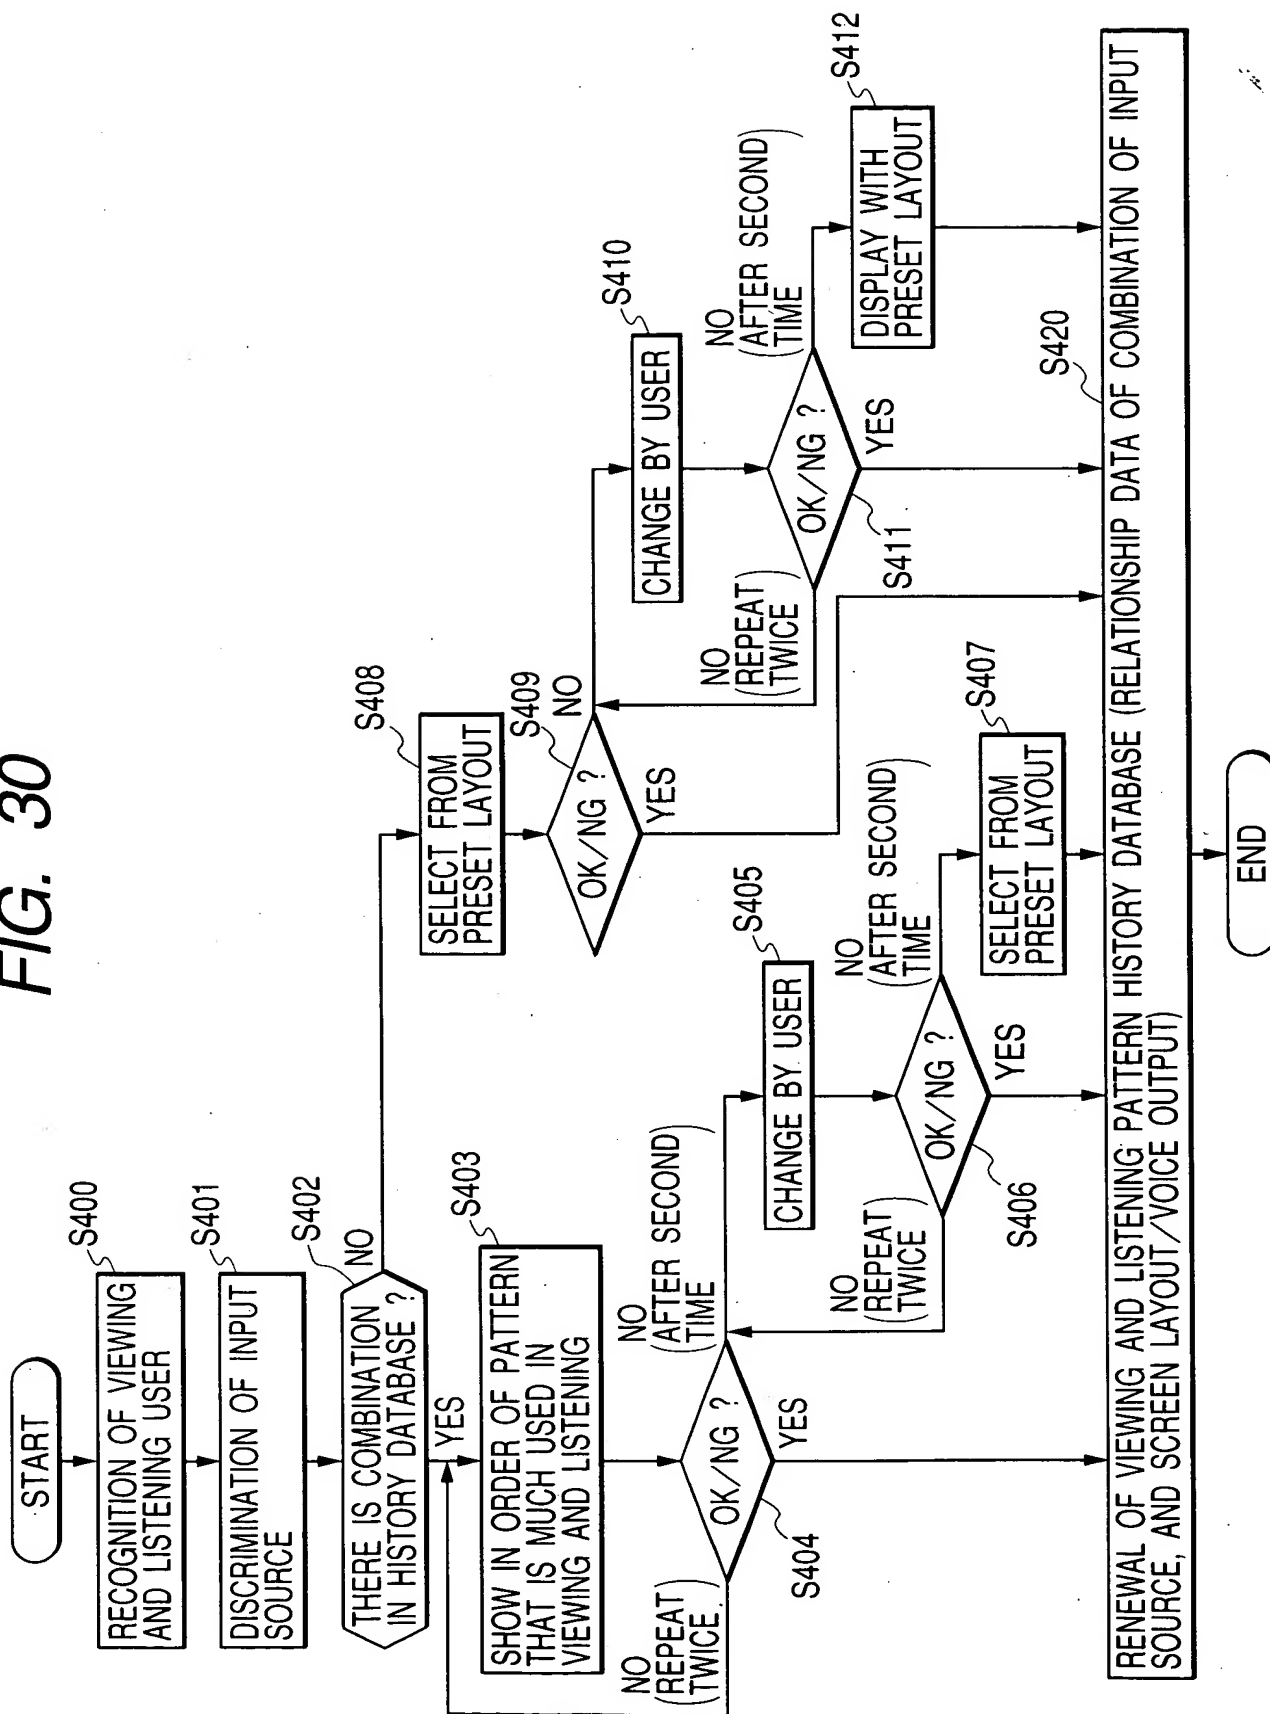 FIG. 30
START
S400
RECOGNITION OF VIEWING
AND LISTENING USER
S401
DISCRIMINATION OF INPUT
SOURCE
S402
THERE IS COMBINATION
IN HISTORY DATABASE ?
NO
YES
S403
SHOW IN ORDER OF PATTERN
THAT IS MUCH USED IN
VIEWING AND LISTENING
NO
(REPEAT
TWICE)
OK/NG ?
S404
YES
NO
(AFTER SECOND
TIME)
S405
CHANGE BY USER
NO
(REPEAT
TWICE)
OK/NG ?
S406
YES
NO
(AFTER SECOND
TIME)
S407
SELECT FROM
PRESET LAYOUT
S408
SELECT FROM
PRESET LAYOUT
S409
OK/NG ?
NO
YES
S410
CHANGE BY USER
NO
(REPEAT
TWICE)
OK/NG ?
S411
YES
NO
(AFTER SECOND
TIME)
S412
DISPLAY WITH
PRESET LAYOUT
S420
RENEWAL OF VIEWING AND LISTENING PATTERN HISTORY DATABASE (RELATIONSHIP DATA OF COMBINATION OF INPUT
SOURCE, AND SCREEN LAYOUT/VOICE OUTPUT)
END